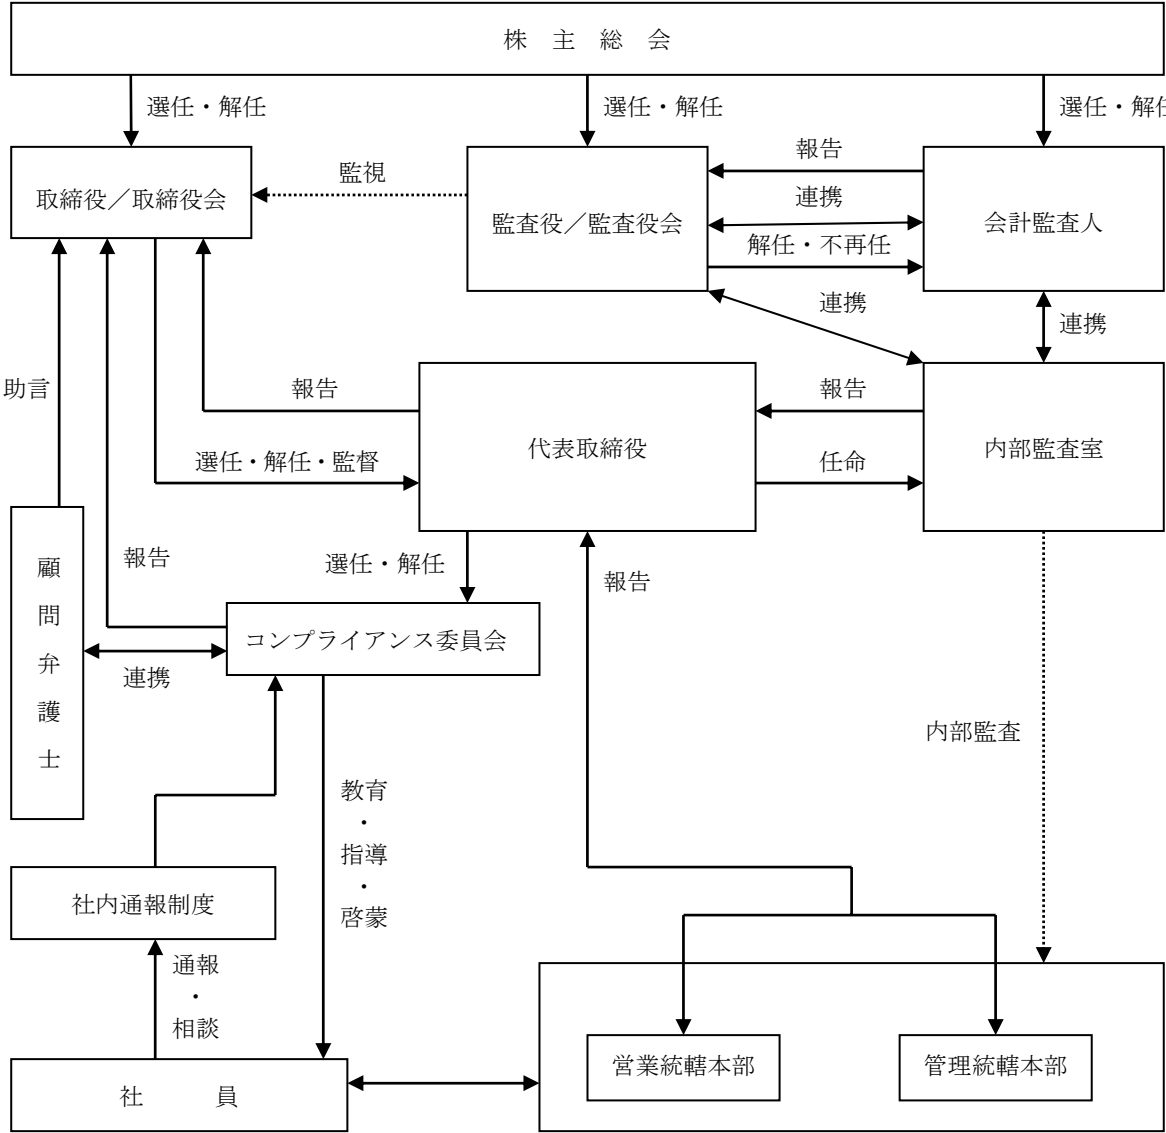 株 主 総 会
選任・解任
選任・解任
選任・解任
取締役／取締役会
監視
監査役／監査役会
報告
連携
解任・不再任
会計監査人
連携
連携
助言
報告
選任・解任・監督
代表取締役
報告
任命
内部監査室
顧問弁護士
報告
選任・解任
報告
コンプライアンス委員会
連携
内部監査
教育
・
指導
・
啓蒙
社内通報制度
通報
・
相談
社 員
営業統轄本部
管理統轄本部